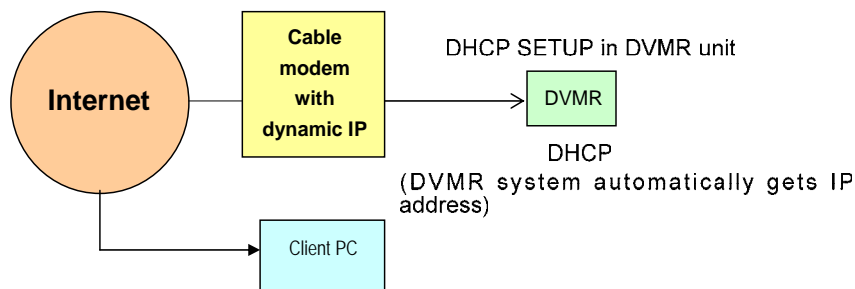 Internet
Cable
modem
with
dynamic IP
DHCP SETUP in DVMR unit
DVMR
DHCP
(DVMR system automatically gets IP
address)
Client PC